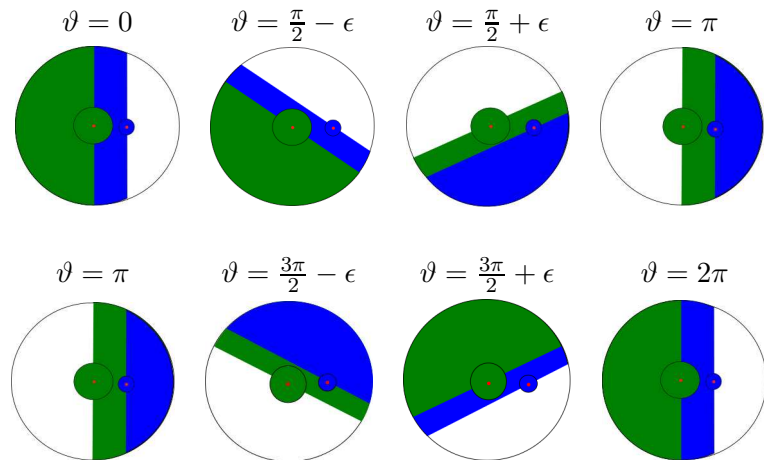 ϑ = 0 ϑ = π/2 − ϵ ϑ = π/2 + ϵ ϑ = π
ϑ = π ϑ = 3π/2 − ϵ ϑ = 3π/2 + ϵ ϑ = 2π